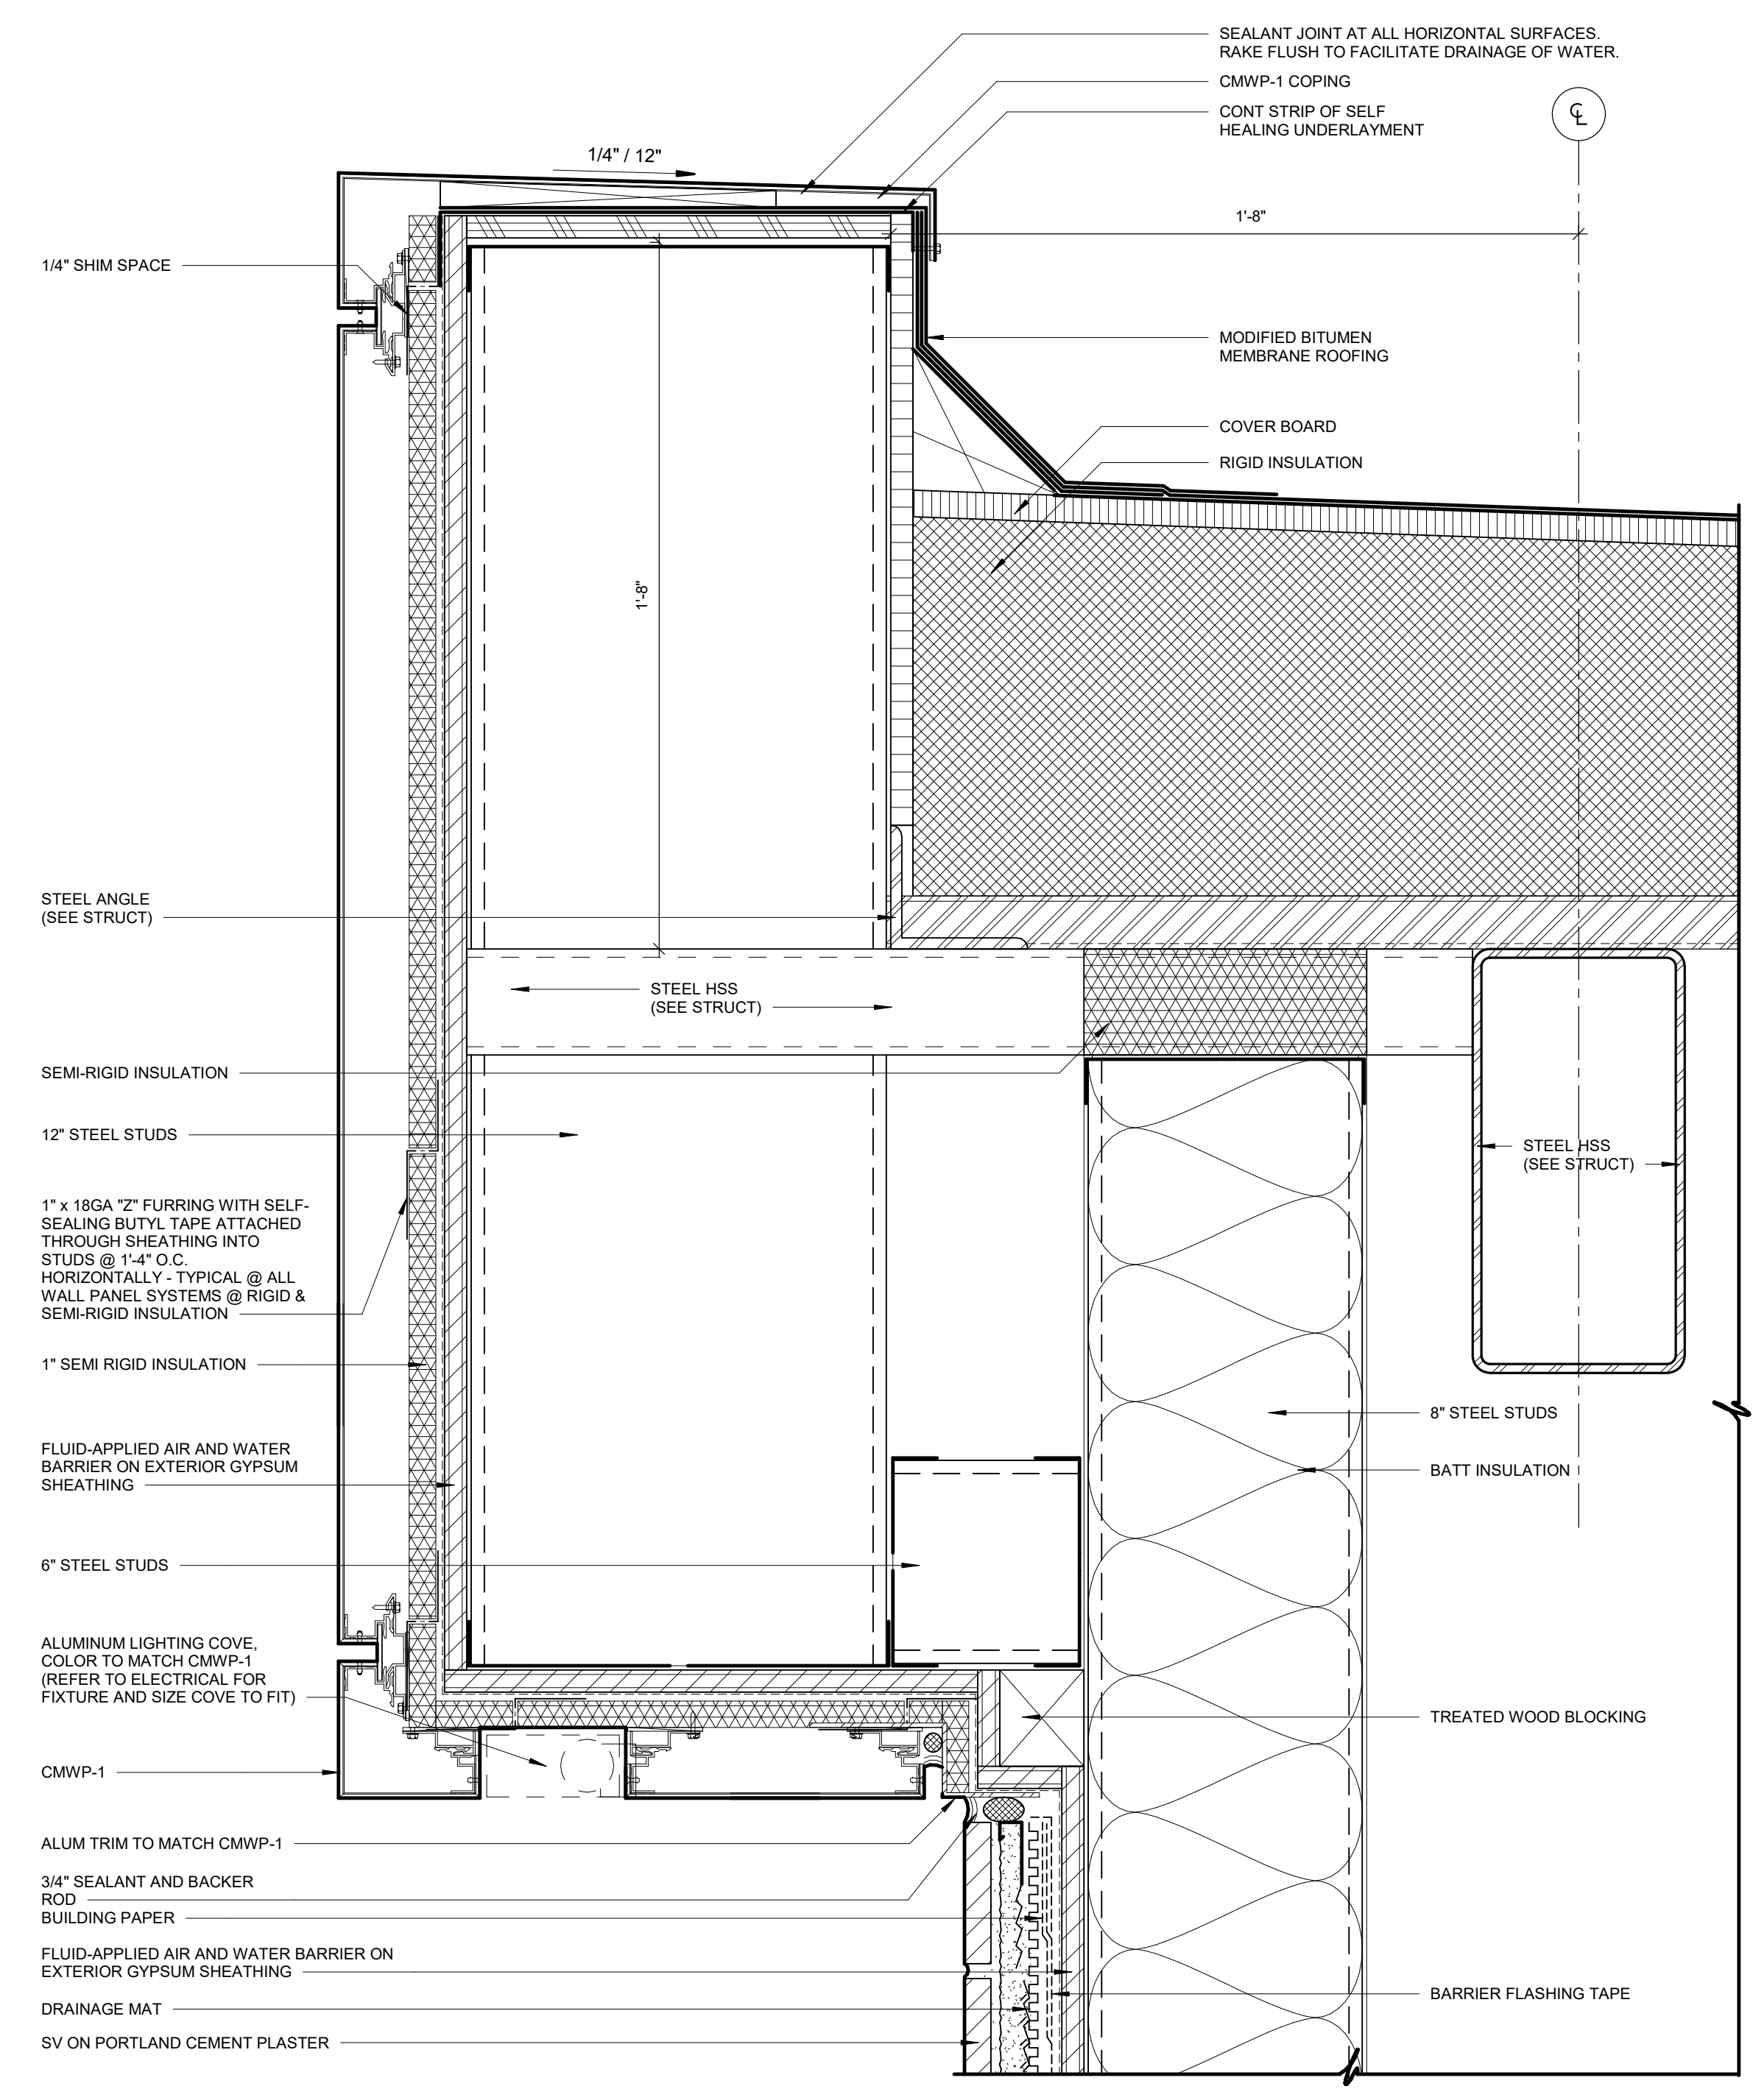 SEALANT JOINT AT ALL HORIZONTAL SURFACES.
RAKE FLUSH TO FACILITATE DRAINAGE OF WATER.
CMWP-1 COPING
CONT STRIP OF SELF
HEALING UNDERLAYMENT
℄
1/4" / 12"
1'-8"
1/4" SHIM SPACE
MODIFIED BITUMEN
MEMBRANE ROOFING
COVER BOARD
RIGID INSULATION
1'-8"
STEEL ANGLE
(SEE STRUCT)
STEEL HSS
(SEE STRUCT)
SEMI-RIGID INSULATION
12" STEEL STUDS
STEEL HSS
(SEE STRUCT)
1" x 18GA "Z" FURRING WITH SELF-
SEALING BUTYL TAPE ATTACHED
THROUGH SHEATHING INTO
STUDS @ 1'-4" O.C.
HORIZONTALLY - TYPICAL @ ALL
WALL PANEL SYSTEMS @ RIGID &
SEMI-RIGID INSULATION
1" SEMI RIGID INSULATION
8" STEEL STUDS
FLUID-APPLIED AIR AND WATER
BARRIER ON EXTERIOR GYPSUM
SHEATHING
BATT INSULATION
6" STEEL STUDS
ALUMINUM LIGHTING COVE,
COLOR TO MATCH CMWP-1
(REFER TO ELECTRICAL FOR
FIXTURE AND SIZE COVE TO FIT)
TREATED WOOD BLOCKING
CMWP-1
ALUM TRIM TO MATCH CMWP-1
3/4" SEALANT AND BACKER
ROD
BUILDING PAPER
FLUID-APPLIED AIR AND WATER BARRIER ON
EXTERIOR GYPSUM SHEATHING
BARRIER FLASHING TAPE
DRAINAGE MAT
SV ON PORTLAND CEMENT PLASTER